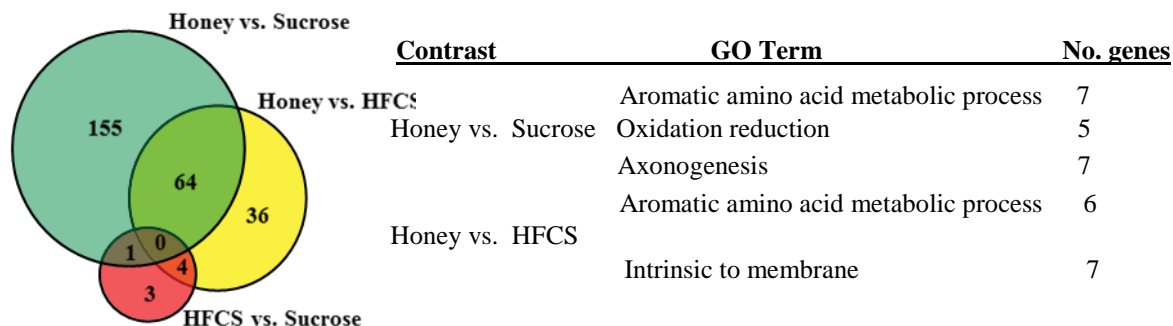 Honey vs. Sucrose
Honey vs. HFCS
155
64
36
0
1
4
3
HFCS vs. Sucrose
Contrast GO Term No. genes
Aromatic amino acid metabolic process 7
Honey vs. Sucrose Oxidation reduction 5
Axonogenesis 7
Aromatic amino acid metabolic process 6
Honey vs. HFCS
Intrinsic to membrane 7